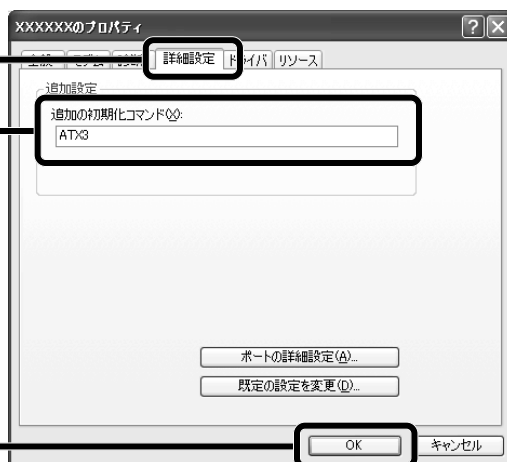 XXXXXXのプロパティ
詳細設定
リソース
追加設定
追加の初期化コマンド(X):
ATX3
ポートの詳細設定(A)...
既定の設定を変更(D)...
OK
キャンセル